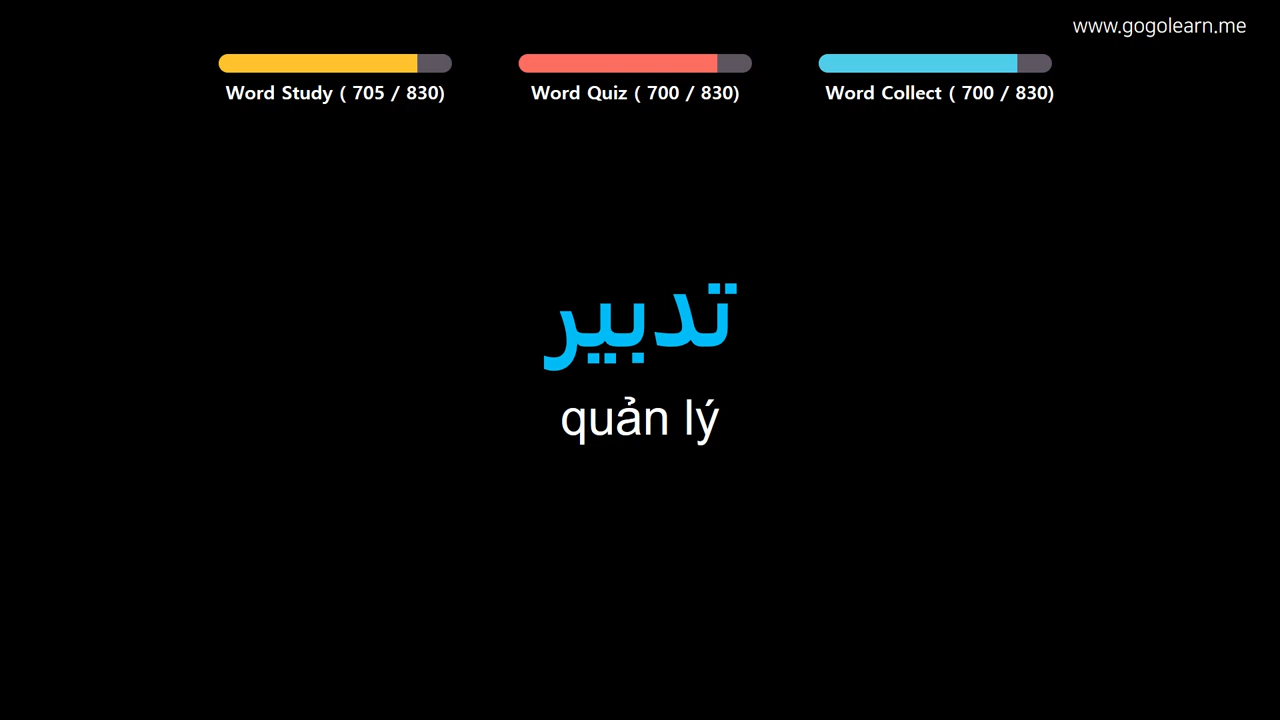 www.gogolearn.me
Word Study ( 705 / 830)
Word Quiz ( 700 / 830)
Word Collect ( 700 / 830)
تدبير
quản lý